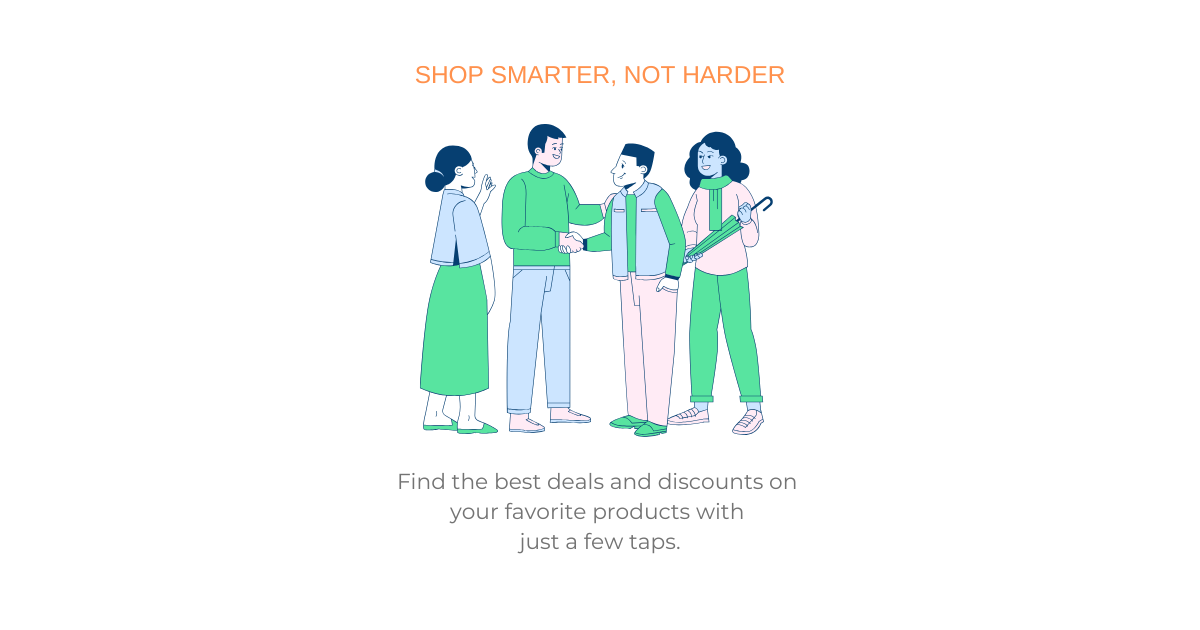 SHOP SMARTER, NOT HARDER
Find the best deals and discounts on
your favorite products with
just a few taps.